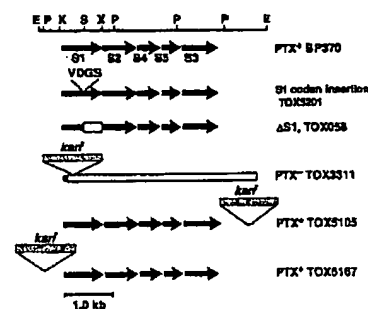 E P K S X P P P E
PTX+ BP370
S1 S2 S4 S5 S3
VDGS
S1 codon insertion
TOX3201
ΔS1, TOX058
kanr
PTX− TOX3311
kanr
PTX+ TOX5105
kanr
PTX+ TOX6167
1.0 kb